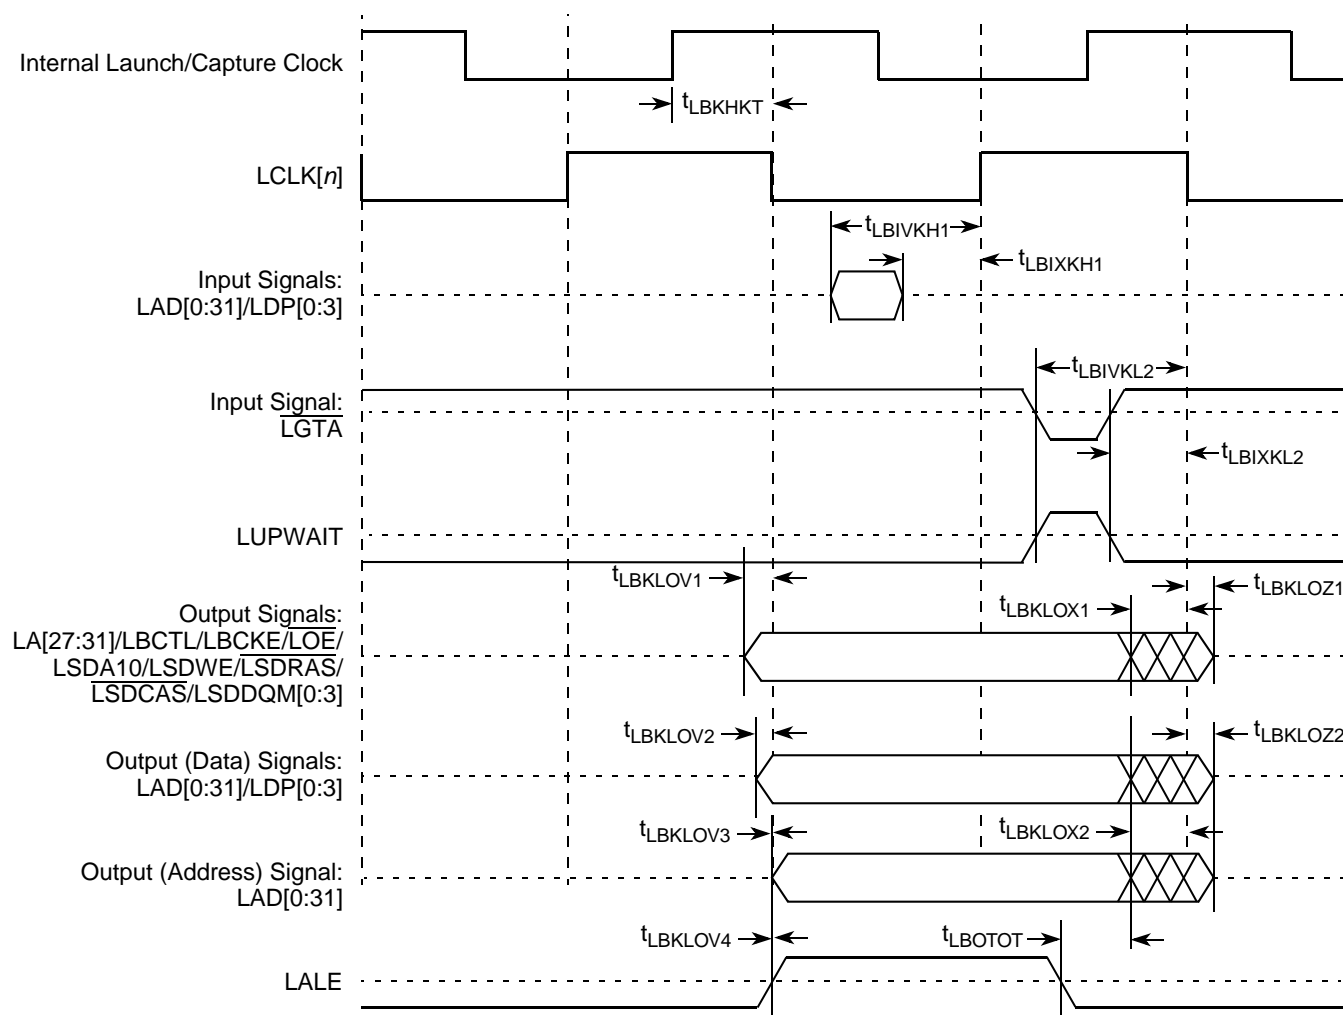 Internal Launch/Capture Clock
tLBKHKT
LCLK[n]
tLBIVKH1
tLBIXKH1
Input Signals:
LAD[0:31]/LDP[0:3]
tLBIVKL2
Input Signal:
LGTA
tLBIXKL2
LUPWAIT
tLBKLOV1
tLBKLOZ1
tLBKLOX1
Output Signals:
LA[27:31]/LBCTL/LBCKE/LOE/
LSDA10/LSDWE/LSDRAS/
LSDCAS/LSDDQM[0:3]
tLBKLOV2
tLBKLOZ2
Output (Data) Signals:
LAD[0:31]/LDP[0:3]
tLBKLOV3
tLBKLOX2
Output (Address) Signal:
LAD[0:31]
tLBKLOV4
tLBOTOT
LALE